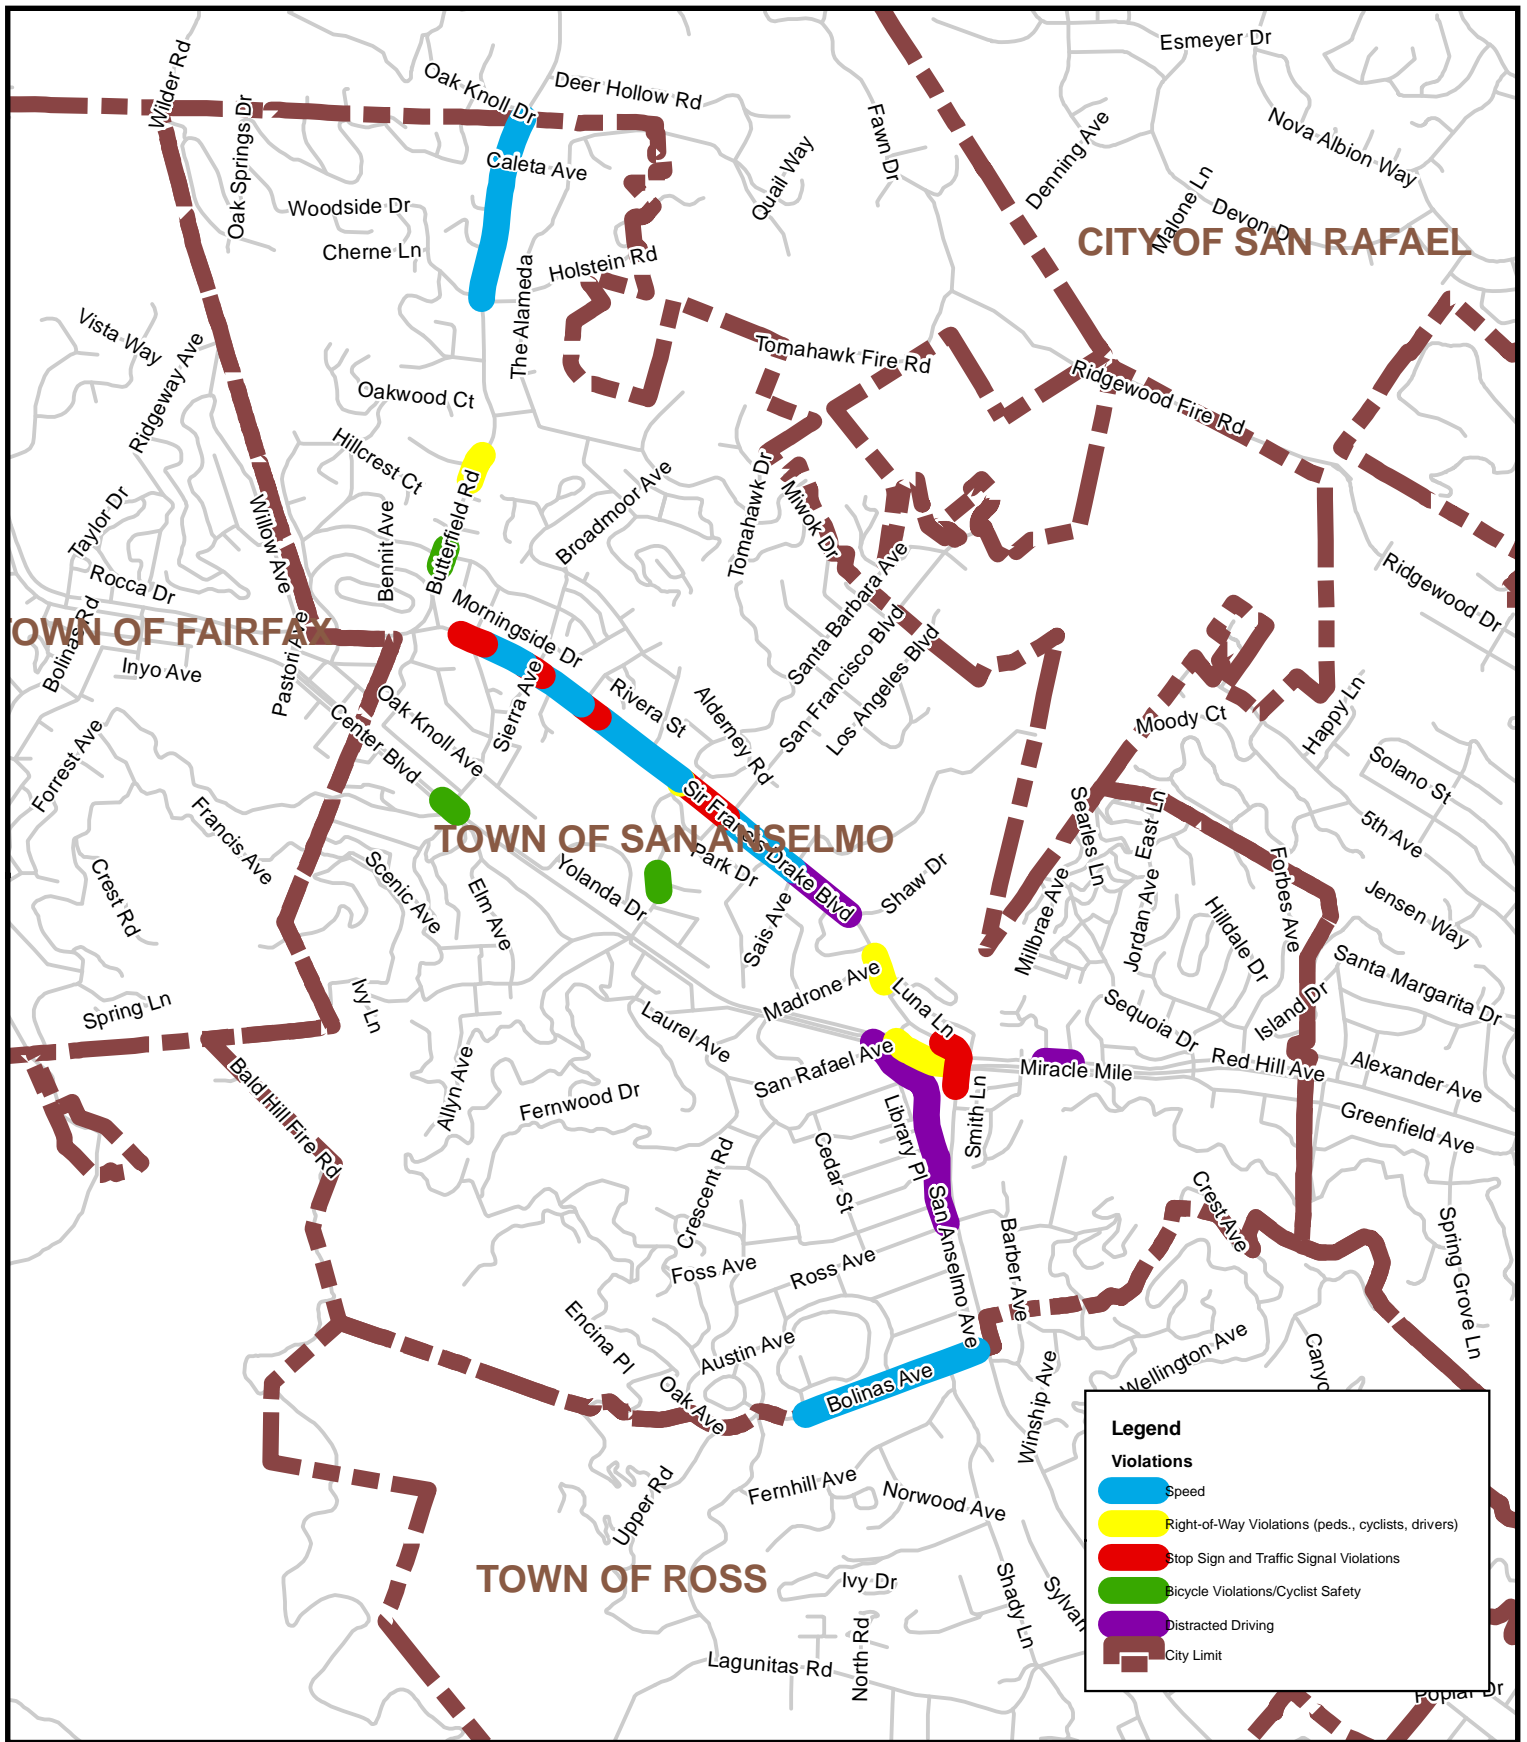 Esmeyer Dr
Wilder Rd
Oak Knoll Dr
Deer Hollow Rd
Oak Springs Dr
Fawn Dr
Denning Ave
Nova Albion Way
Caleta Ave
Quail Way
Malone Ln
Devon D
Woodside Dr
CITY OF SAN RAFAEL
Cherne Ln
Holstein Rd
The Alameda
Vista Way
Ridgeway Ave
Tomahawk Fire Rd
Ridgewood Fire Rd
Oakwood Ct
Hillcrest Ct
Butterfield Rd
Broadmoor Ave
Tomahawk Dr
Miwok Dr
Taylor Dr
Willow Ave
Bennit Ave
Rocca Dr
Santa Barbara Ave
Ridgewood Dr
Bolinas Rd
Morningside Dr
TOWN OF FAIRFAX
Pastori Ave
Inyo Ave
San Francisco Blvd
Los Angeles Blvd
Sierra Ave
Rivera St
Alderney Rd
Oak Knoll Ave
Center Blvd
Moody Ct
Happy Ln
Forrest Ave
Solano St
Francis Ave
Sir Francis Drake Blvd
Searles Ln
East Ln
5th Ave
TOWN OF SAN ANSELMO
Park Dr
Crest Rd
Scenic Ave
Elm Ave
Yolanda Dr
Shaw Dr
Sais Ave
Millbrae Ave
Jordan Ave
Hilldale Dr
Forbes Ave
Jensen Way
Spring Ln
Ivy Ln
Madrone Ave
Luna Ln
Santa Margarita Dr
Laurel Ave
Sequoia Dr
Island Dr
San Rafael Ave
Miracle Mile
Red Hill Ave
Alexander Ave
Bald Hill Fire Rd
Allyn Ave
Fernwood Dr
Library Pl
Smith Ln
Greenfield Ave
Crescent Rd
Cedar St
San Anselmo Ave
Barber Ave
Crest Ave
Spring Grove Ln
Foss Ave
Ross Ave
Encina Pl
Austin Ave
Oak Ave
Bolinas Ave
Winship Ave
Wellington Ave
Canyo
Upper Rd
Fernhill Ave
Norwood Ave
TOWN OF ROSS
Ivy Dr
Shady Ln
Sylvan
North Rd
Lagunitas Rd
Legend
Violations
Speed
Right-of-Way Violations (peds., cyclists, drivers)
Stop Sign and Traffic Signal Violations
Bicycle Violations/Cyclist Safety
Distracted Driving
City Limit
Poplar Dr